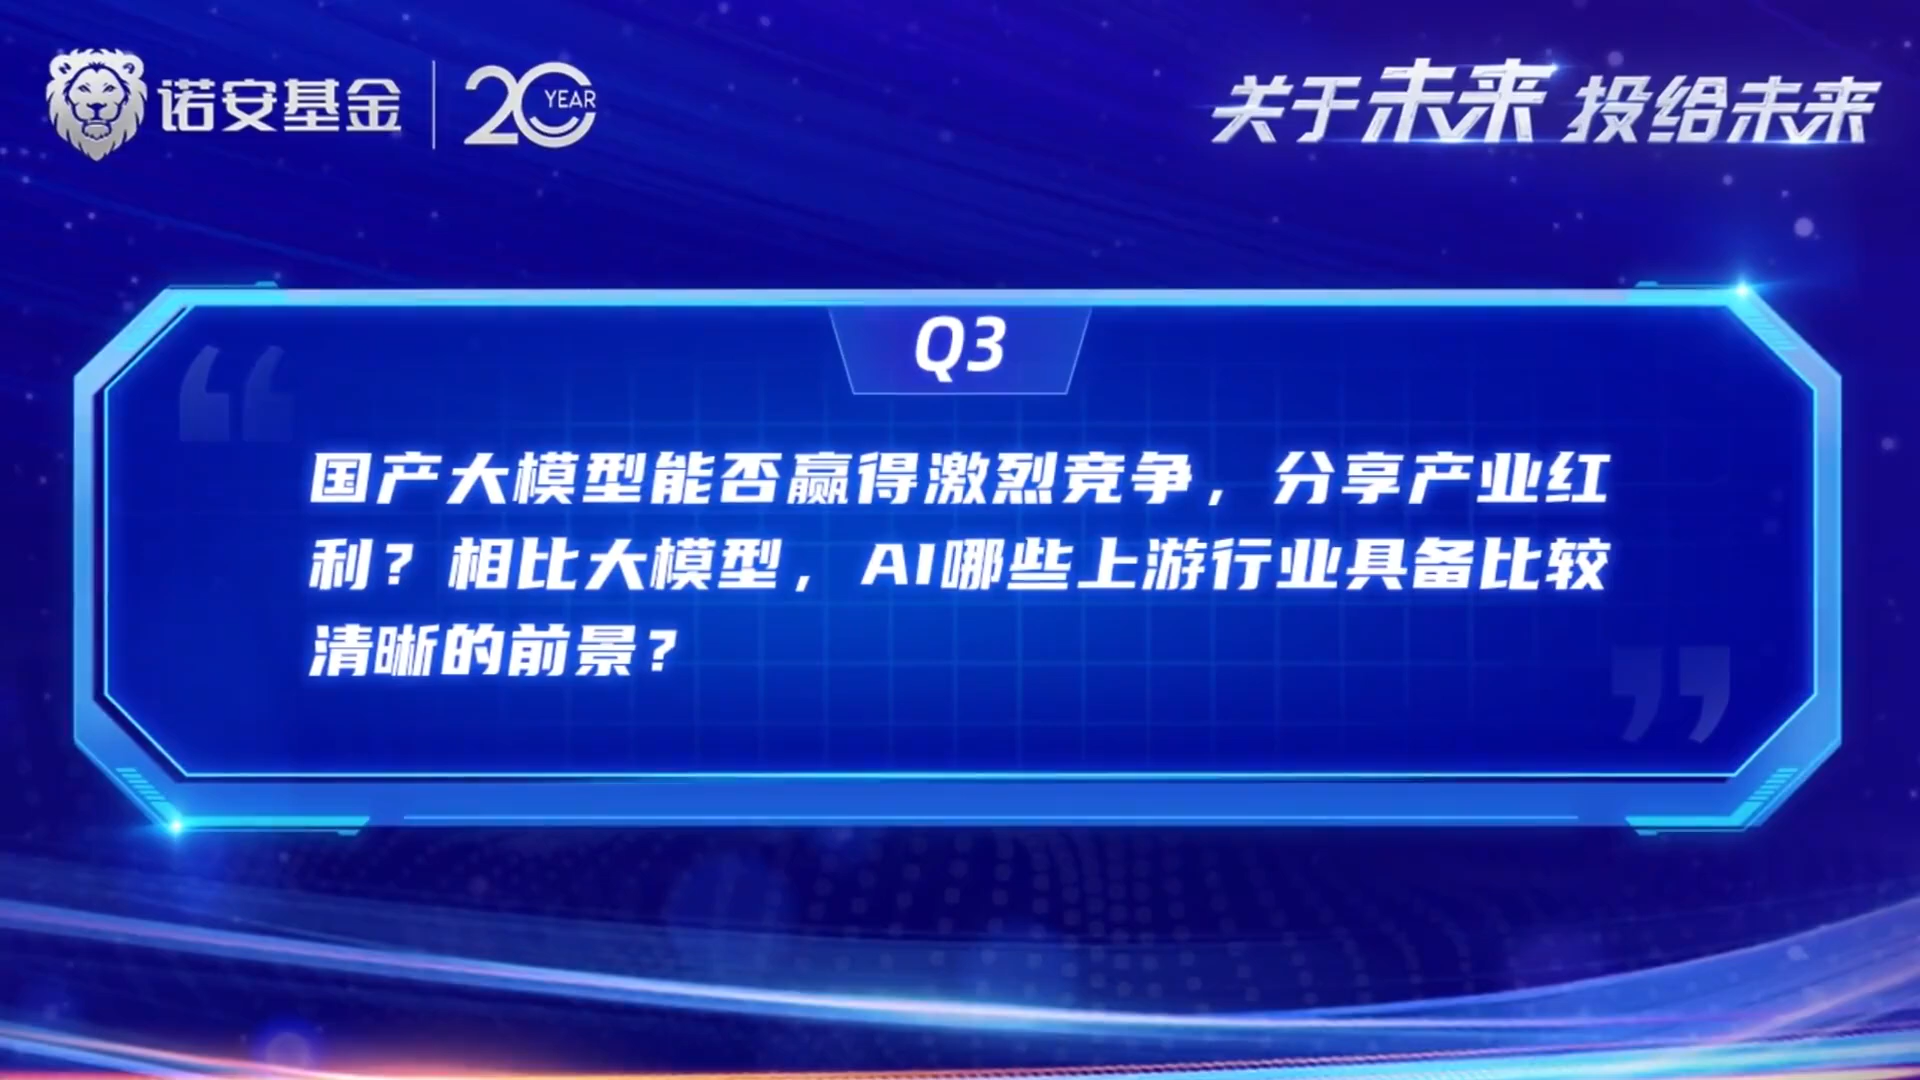 诺安基金
20 YEAR
关于未来 投给未来
Q3
国产大模型能否赢得激烈竞争，分享产业红
利？相比大模型，AI哪些上游行业具备比较
清晰的前景？